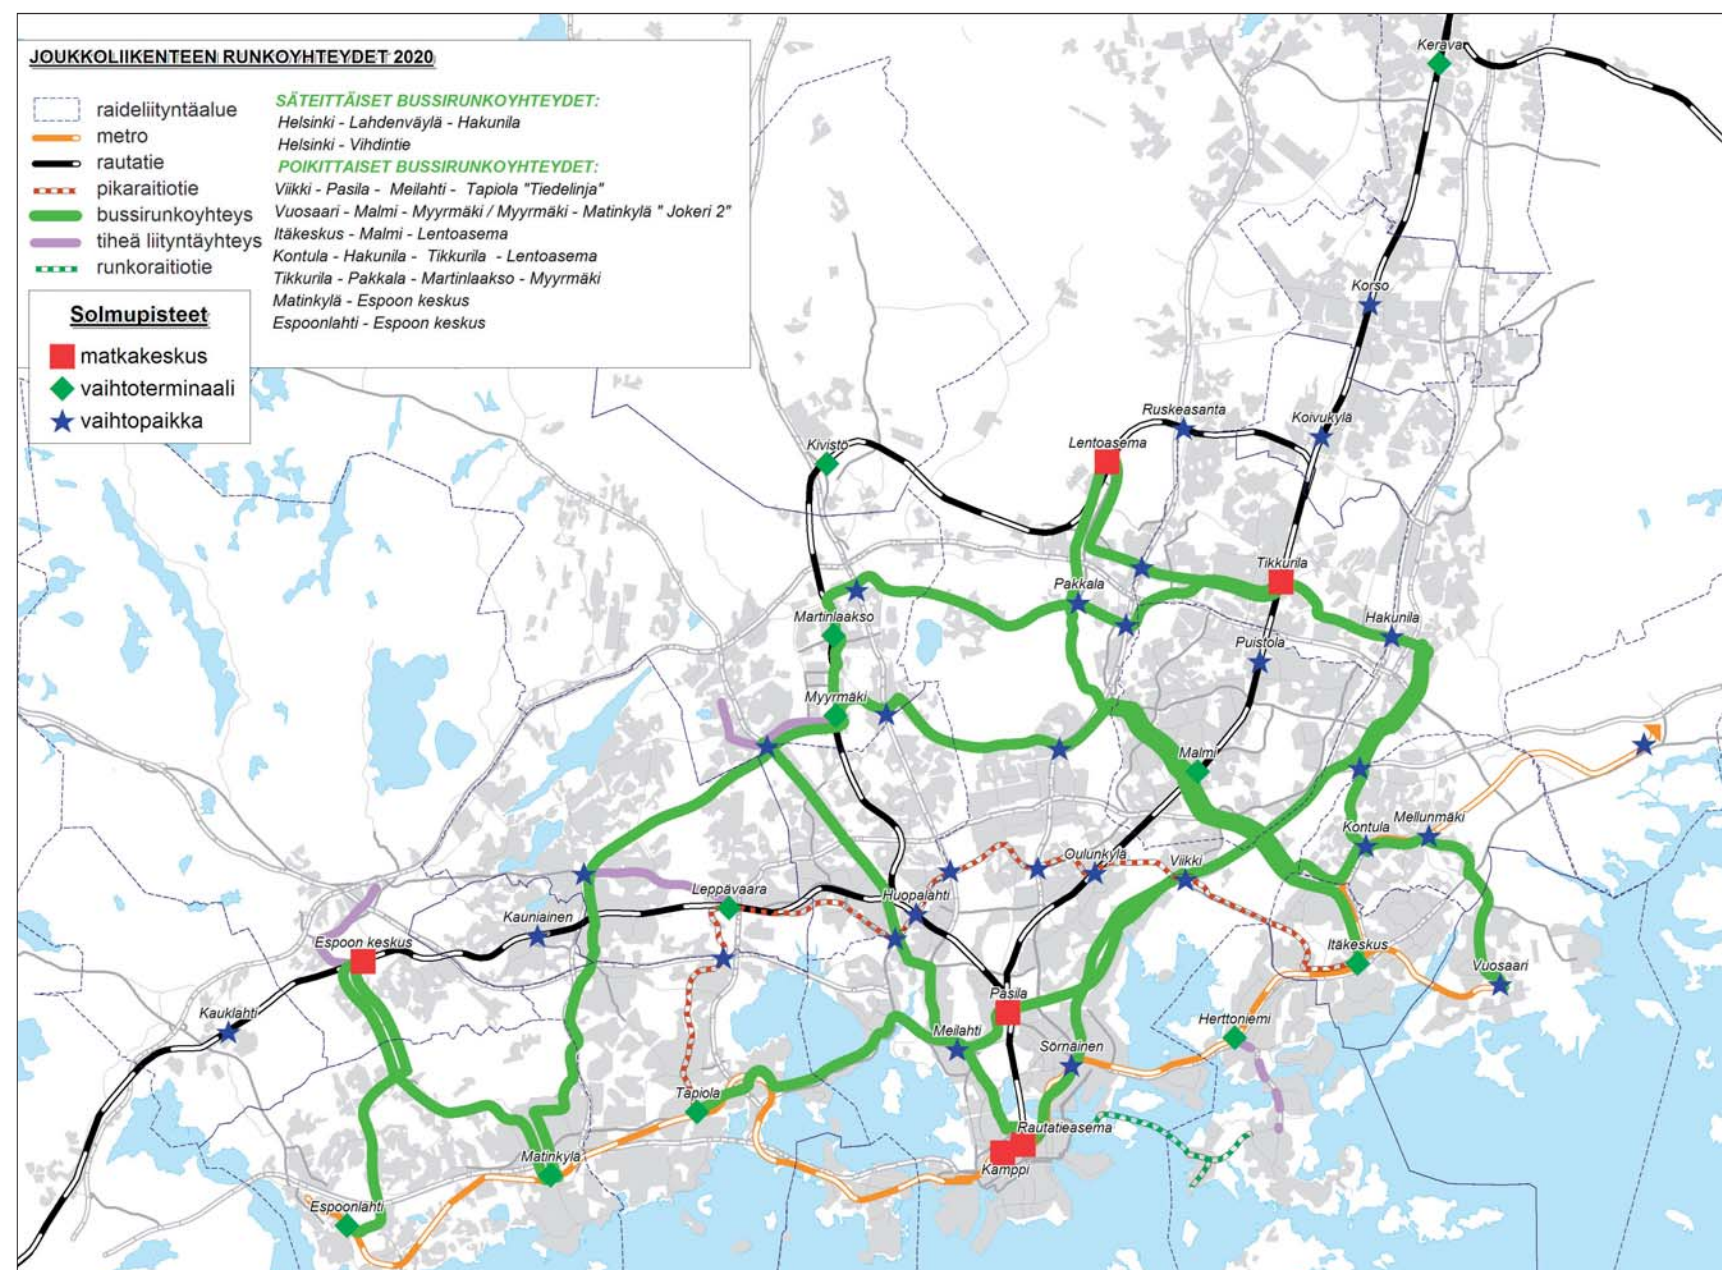 JOUKKOLIIKENTEEN RUNKOYHTEYDET 2020
raideliityntäalue
metro
rautatie
pikaraitiotie
bussirunkoyhteys
tiheä liityntäyhteys
runkoraitiotie
SÄTEITTÄISET BUSSIRUNKOYHTEYDET:
Helsinki - Lahdenväylä - Hakunila
Helsinki - Vihdintie
POIKITTAISET BUSSIRUNKOYHTEYDET:
Viikki - Pasila - Meilahti - Tapiola "Tiedelinja"
Vuosaari - Malmi - Myyrmäki / Myyrmäki - Matinkylä " Jokeri 2"
Itäkeskus - Malmi - Lentoasema
Kontula - Hakunila - Tikkurila - Lentoasema
Tikkurila - Pakkala - Martinlaakso - Myyrmäki
Matinkylä - Espoon keskus
Espoonlahti - Espoon keskus
Solmupisteet
matkakeskus
vaihtoterminaali
vaihtopaikka
Kerava
Korso
Ruskeasanta
Koivukylä
Lentoasema
Kivistö
Tikkurila
Pakkala
Martinlaakso
Hakunila
Puistola
Myyrmäki
Malmi
Kontula
Mellunmäki
Oulunkylä
Viikki
Leppävaara
Huopalahti
Kauniainen
Espoon keskus
Itäkeskus
Vuosaari
Pasila
Kauklahti
Meilahti
Sörnäinen
Herttoniemi
Tapiola
Rautatieasema
Kamppi
Matinkylä
Espoonlahti